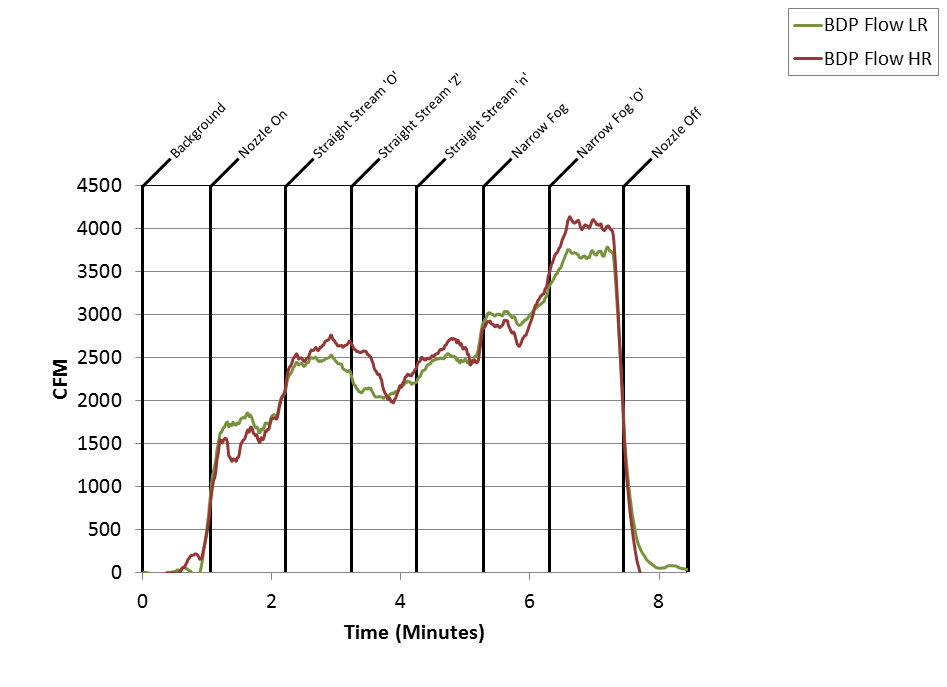 BDP Flow LR
BDP Flow HR
Background
Nozzle On
Straight Stream 'O'
Straight Stream 'Z'
Straight Stream 'n'
Narrow Fog
Narrow Fog 'O'
Nozzle Off
4500
4000
3500
3000
2500
2000
1500
1000
500
0
CFM
0 2 4 6 8
Time (Minutes)